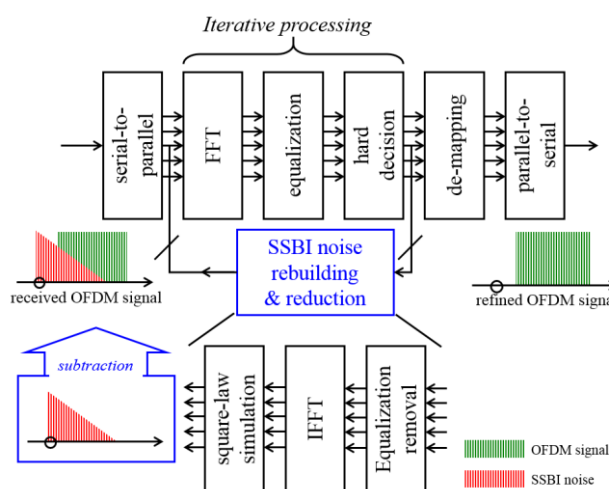 Iterative processing
serial-to-
parallel
FFT
equalization
hard
decision
de-mapping
parallel-to-
serial
SSBI noise
rebuilding
& reduction
received OFDM signal
refined OFDM signal
subtraction
square-law
simulation
IFFT
Equalization
removal
OFDM signal
SSBI noise